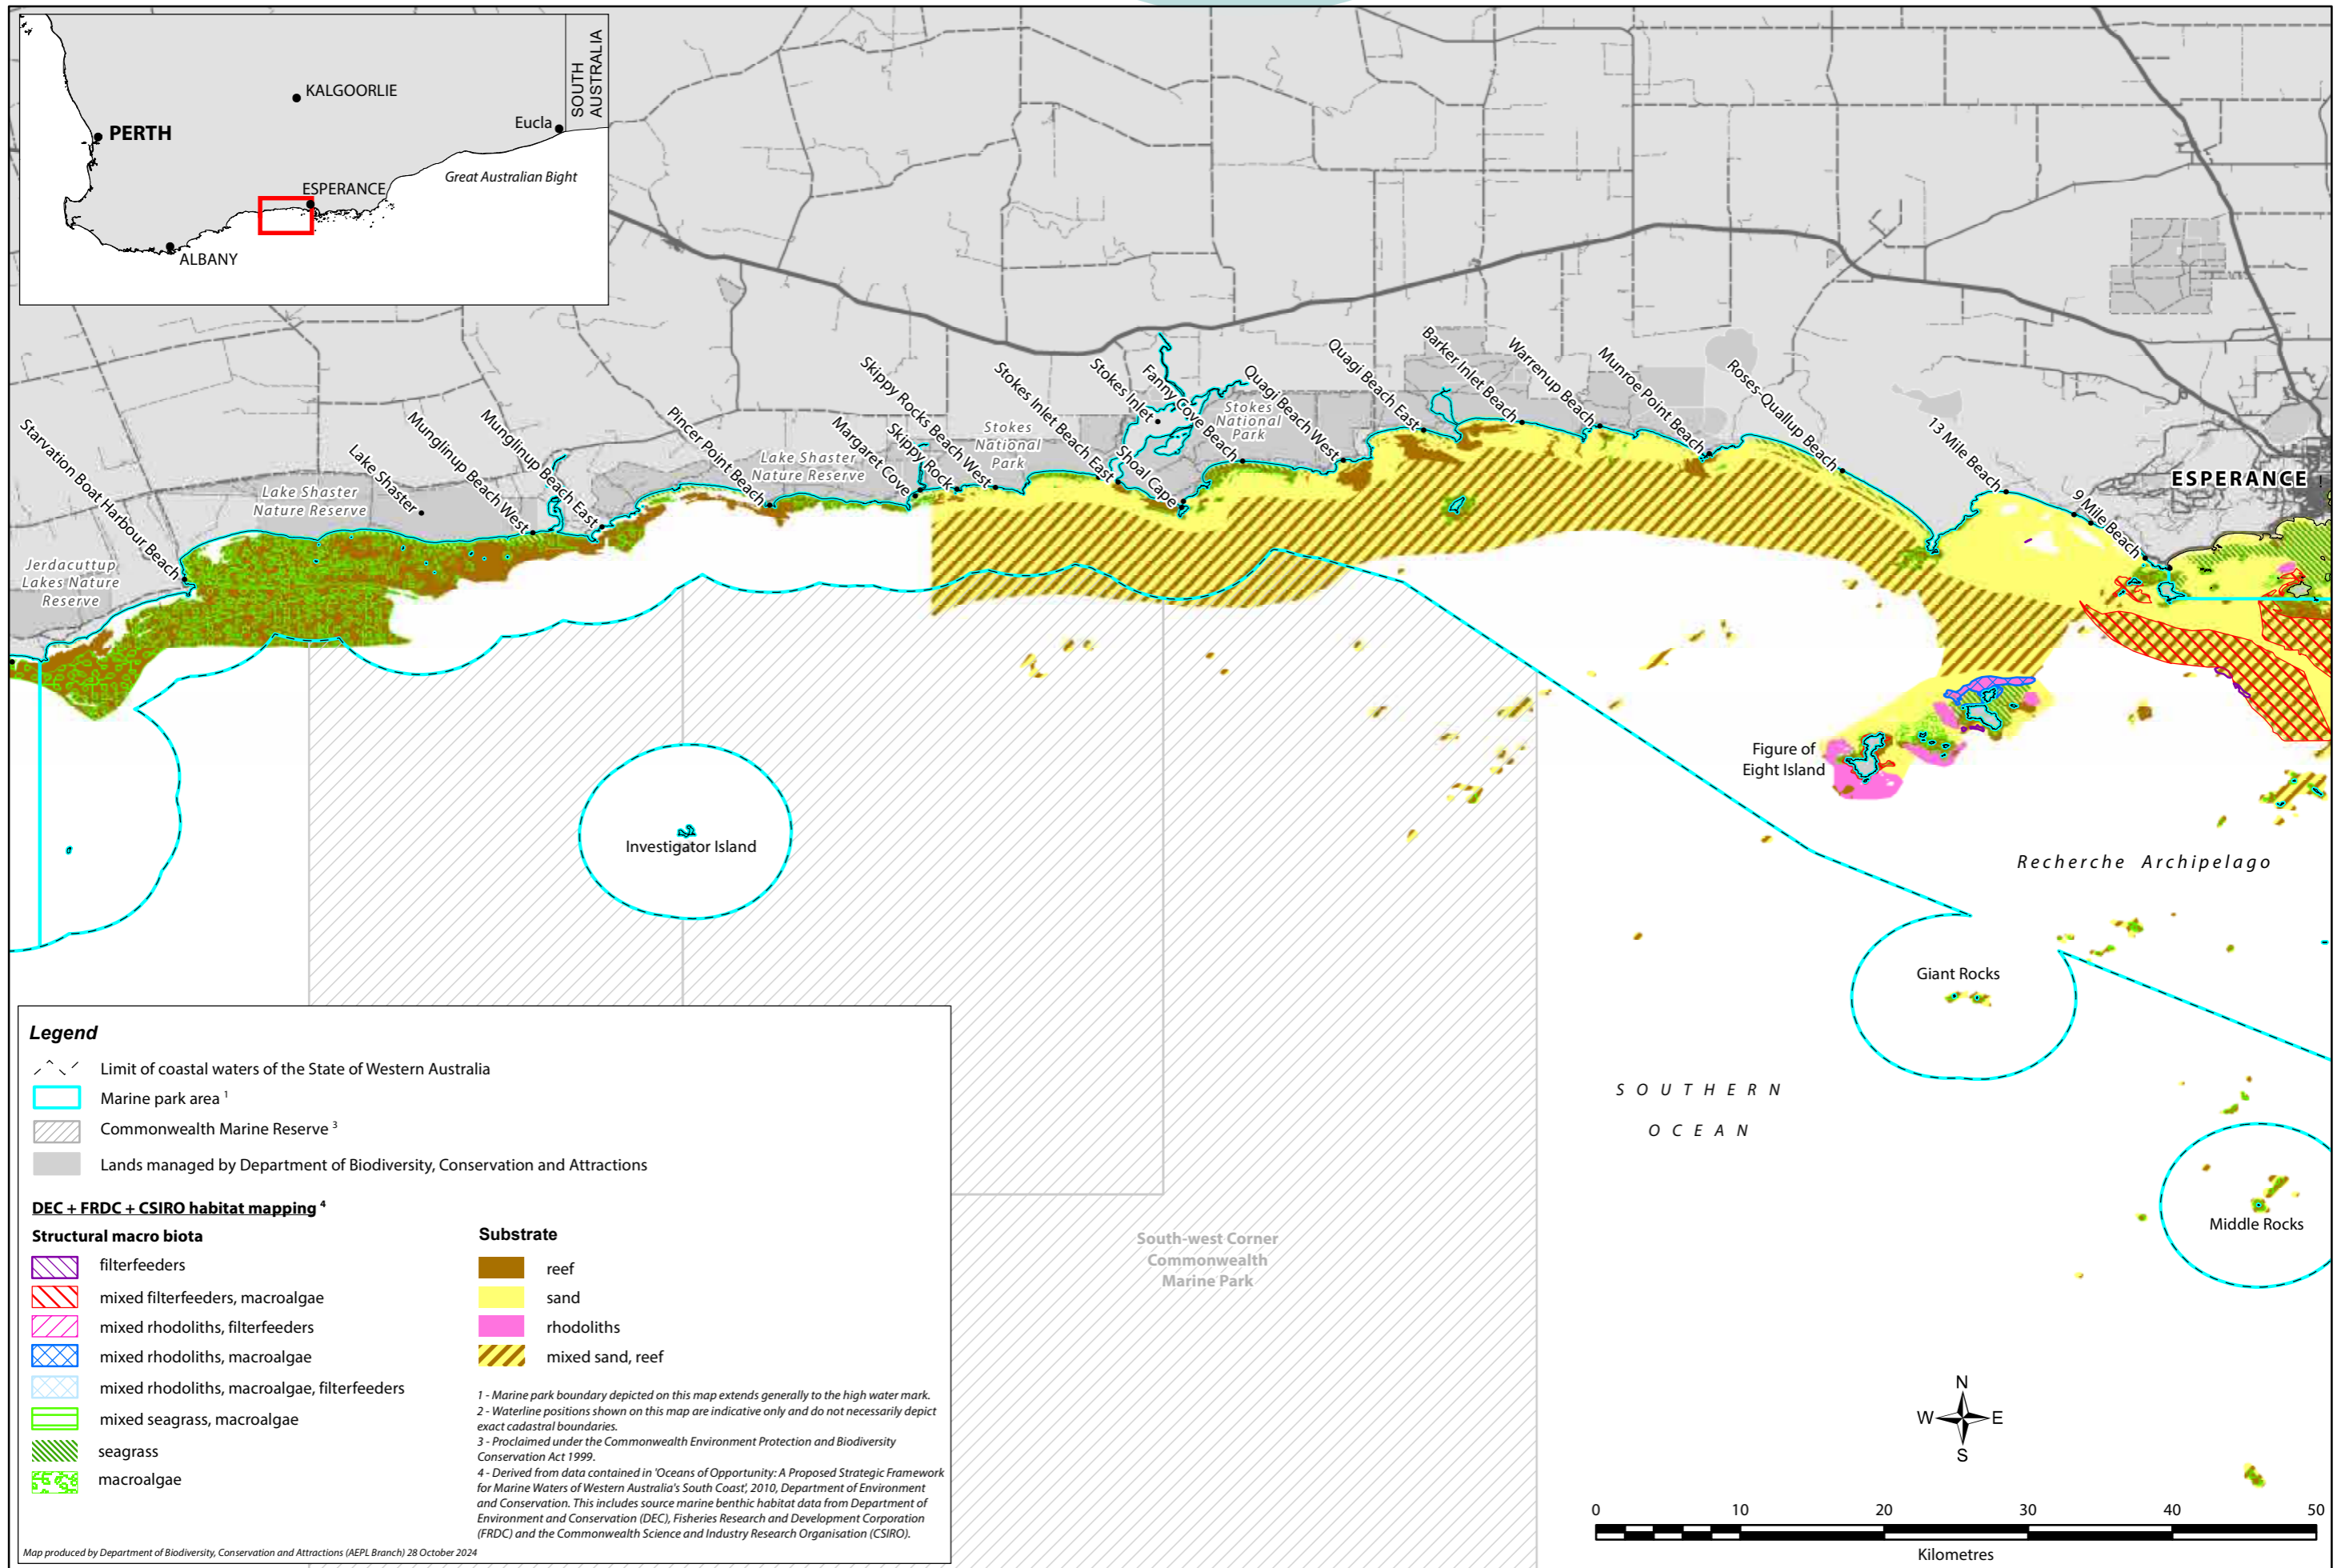 KALGOORLIE
PERTH
Eucla
SOUTH
AUSTRALIA
Great Australian Bight
ESPERANCE
ALBANY
Starvation Boat Harbour Beach
Lake Shaster
Munglinup Beach West
Munglinup Beach East
Pincer Point Beach
Margaret Cove
Skippy Rock
Skippy Rocks Beach West
Stokes Inlet Beach East
Shoal Cape
Stokes Inlet
Fanny Cove Beach
Quagi Beach West
Quagi Beach East
Barker Inlet Beach
Warrenup Beach
Munroe Point Beach
Roses-Quallup Beach
13 Mile Beach
9 Mile Beach
ESPERANCE
Jerdacuttup
Lakes Nature
Reserve
Lake Shaster
Nature Reserve
Lake Shaster
Nature Reserve
Stokes
National
Park
Stokes
National
Park
Figure of
Eight Island
Investigator Island
Recherche Archipelago
Giant Rocks
SOUTHERN
OCEAN
Middle Rocks
South-west Corner
Commonwealth
Marine Park
Legend
Limit of coastal waters of the State of Western Australia
Marine park area 1
Commonwealth Marine Reserve 3
Lands managed by Department of Biodiversity, Conservation and Attractions
DEC + FRDC + CSIRO habitat mapping 4
Structural macro biota
filterfeeders
mixed filterfeeders, macroalgae
mixed rhodoliths, filterfeeders
mixed rhodoliths, macroalgae
mixed rhodoliths, macroalgae, filterfeeders
mixed seagrass, macroalgae
seagrass
macroalgae
Substrate
reef
sand
rhodoliths
mixed sand, reef
1 - Marine park boundary depicted on this map extends generally to the high water mark.
2 - Waterline positions shown on this map are indicative only and do not necessarily depict
exact cadastral boundaries.
3 - Proclaimed under the Commonwealth Environment Protection and Biodiversity
Conservation Act 1999.
4 - Derived from data contained in 'Oceans of Opportunity: A Proposed Strategic Framework
for Marine Waters of Western Australia's South Coast', 2010, Department of Environment
and Conservation. This includes source marine benthic habitat data from Department of
Environment and Conservation (DEC), Fisheries Research and Development Corporation
(FRDC) and the Commonwealth Science and Industry Research Organisation (CSIRO).
Map produced by Department of Biodiversity, Conservation and Attractions (AEPL Branch) 28 October 2024
N
W E
S
0 10 20 30 40 50
Kilometres